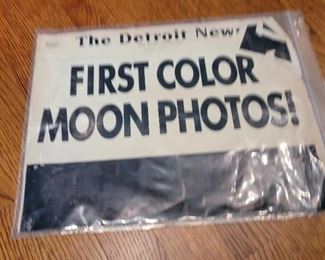 The Detroit News
FIRST COLOR
MOON PHOTOS!